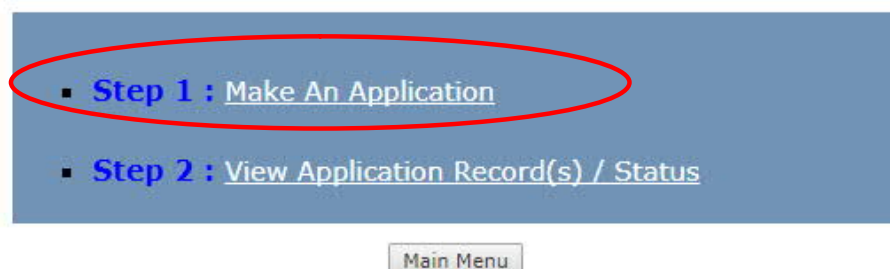 Step 1 : Make An Application
Step 2 : View Application Record(s) / Status
Main Menu